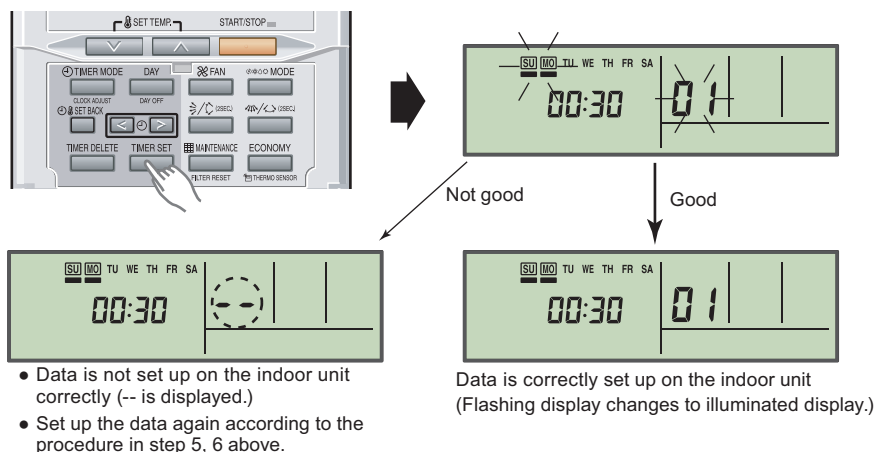 SET TEMP. START/STOP
TIMER MODE DAY FAN MODE
CLOCK ADJUST DAY OFF
SET BACK (2SEC.) (2SEC.)
TIMER DELETE TIMER SET MAINTENANCE ECONOMY
FILTER RESET THERMO SENSOR
SU MO TU WE TH FR SA
00:30 01
Not good
Good
SU MO TU WE TH FR SA
00:30 --
SU MO TU WE TH FR SA
00:30 01
● Data is not set up on the indoor unit
correctly (-- is displayed.)
● Set up the data again according to the
procedure in step 5, 6 above.
Data is correctly set up on the indoor unit
(Flashing display changes to illuminated display.)